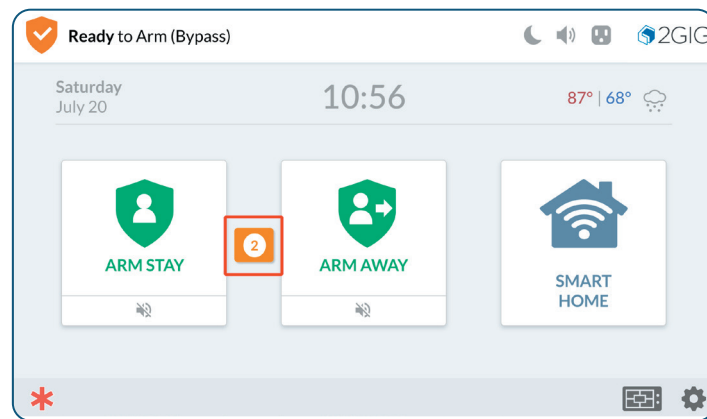 Ready to Arm (Bypass)
2GIG
Saturday
July 20
10:56
87° | 68°
ARM STAY
2
ARM AWAY
SMART
HOME